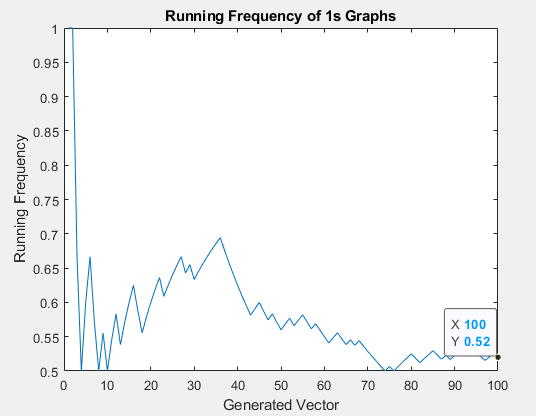 Running Frequency of 1s Graphs
1
0.95
0.9
0.85
0.8
0.75
0.7
0.65
0.6
0.55
0.5
Running Frequency
X 100
Y 0.52
0 10 20 30 40 50 60 70 80 90 100
Generated Vector